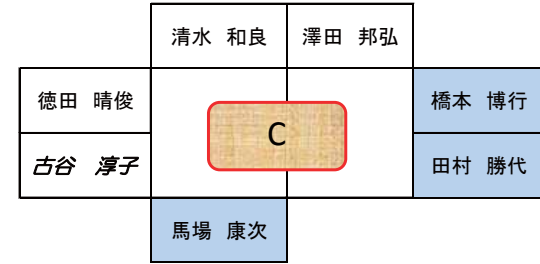 清水 和良 澤田 邦弘
徳田 晴俊 橋本 博行
C
古谷 淳子 田村 勝代
馬場 康次